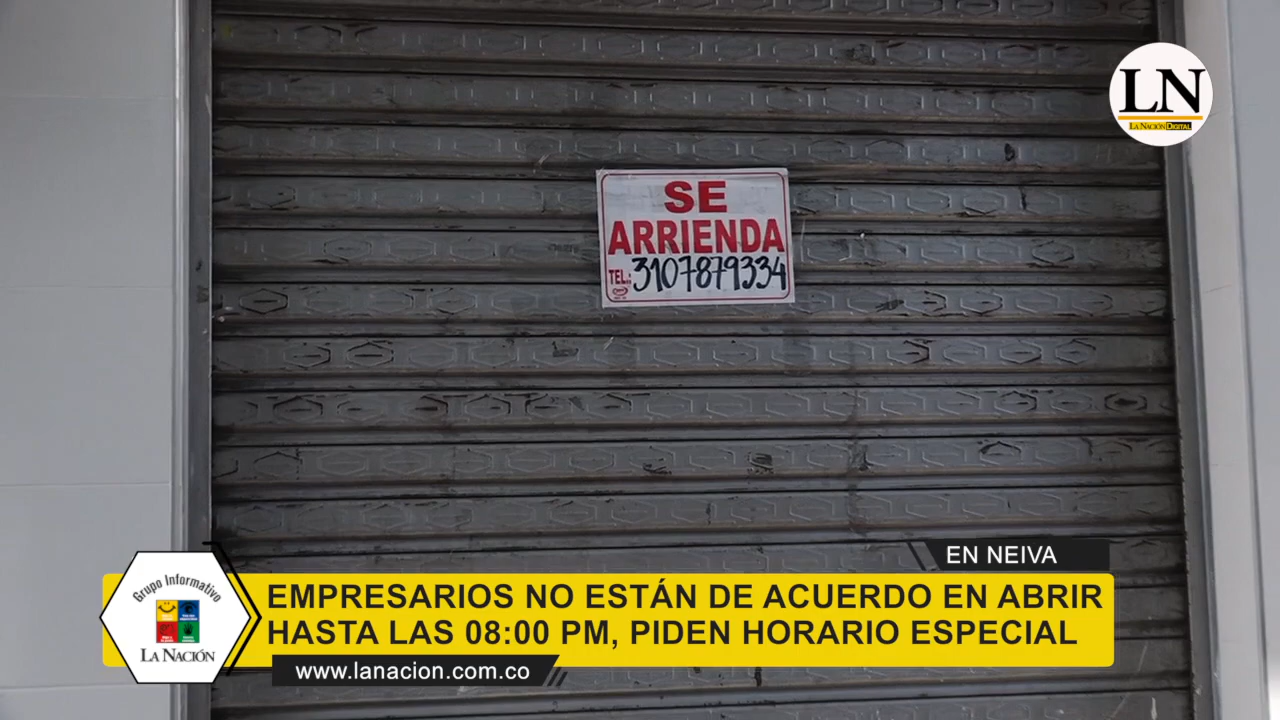 LN
LA NACIÓN DIGITAL
SE
ARRIENDA
TEL.: 3107879334
EN NEIVA
Grupo Informativo
LA NACIÓN
EMPRESARIOS NO ESTÁN DE ACUERDO EN ABRIR
HASTA LAS 08:00 PM, PIDEN HORARIO ESPECIAL
www.lanacion.com.co